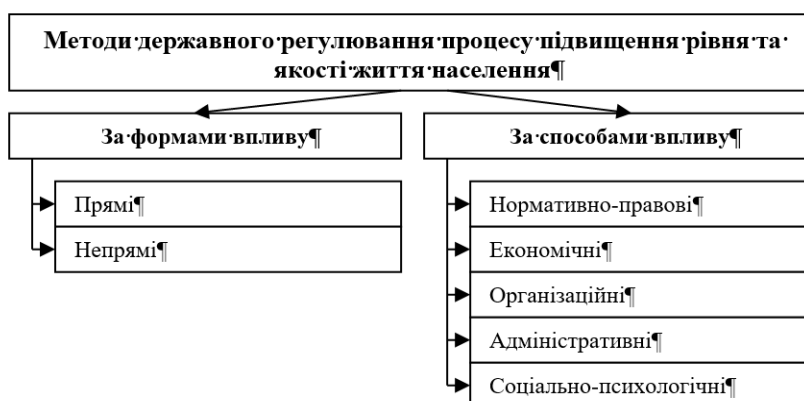 Методи·державного·регулювання·процесу·підвищення·рівня·та·
якості·життя·населення¶
За·формами·впливу¶
Прямі¶
Непрямі¶
За·способами·впливу¶
Нормативно-правові¶
Економічні¶
Організаційні¶
Адміністративні¶
Соціально-психологічні¶